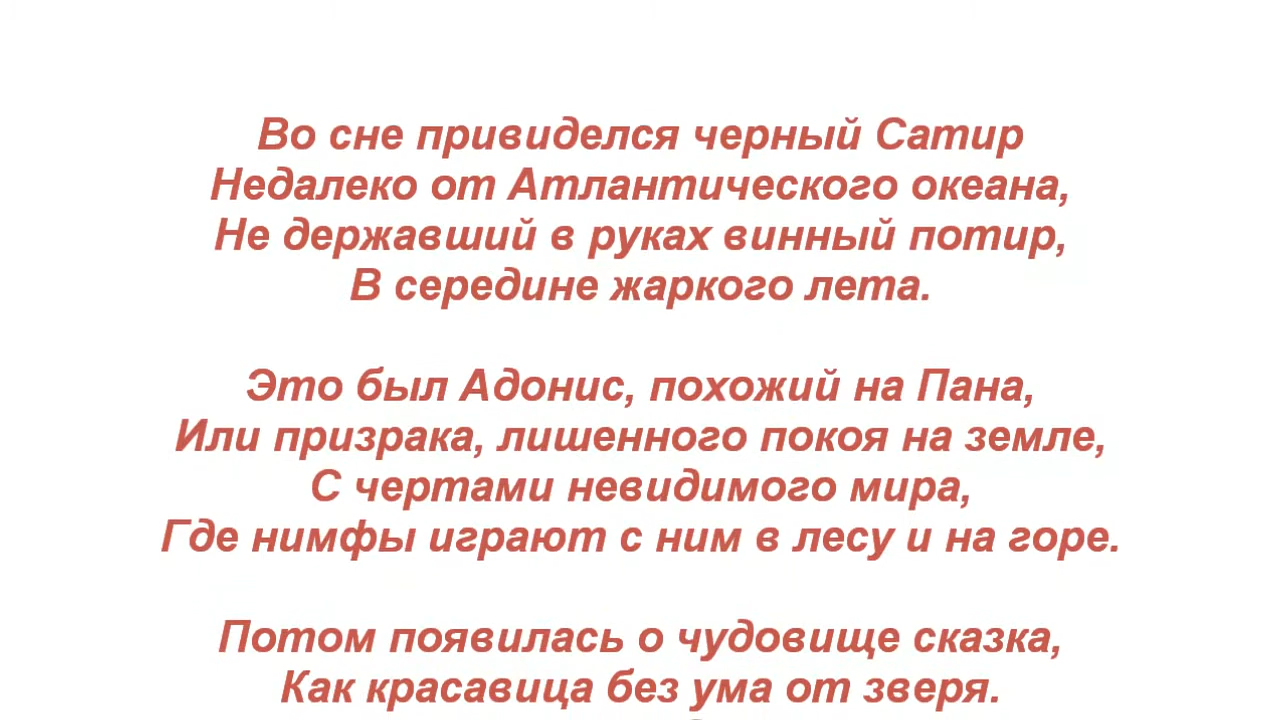 Во сне привиделся черный Сатир
Недалеко от Атлантического океана,
Не державший в руках винный потир,
В середине жаркого лета.
Это был Адонис, похожий на Пана,
Или призрака, лишенного покоя на земле,
С чертами невидимого мира,
Где нимфы играют с ним в лесу и на горе.
Потом появилась о чудовище сказка,
Как красавица без ума от зверя.